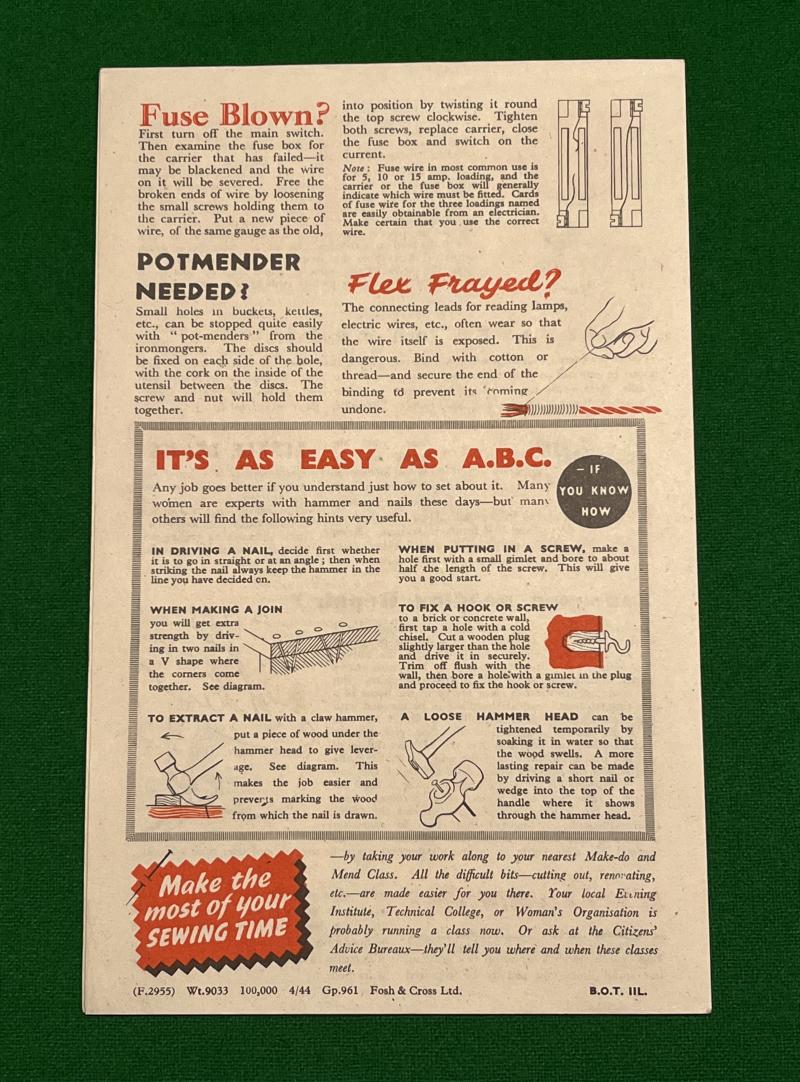 Fuse Blown?
First turn off the main switch.
Then examine the fuse box for
the carrier that has failed—it
may be blackened and the wire
on it will be severed. Free the
broken ends of wire by loosening
the small screws holding them to
the carrier. Put a new piece of
wire, of the same gauge as the old,
into position by twisting it round
the top screw clockwise. Tighten
both screws, replace carrier, close
the fuse box and switch on the
current.
Note: Fuse wire in most common use is
for 5, 10 or 15 amp. loading, and the
carrier or the fuse box will generally
indicate which wire must be fitted. Cards
of fuse wire for the three loadings named
are easily obtainable from an electrician.
Make certain that you use the correct
wire.
POTMENDER
NEEDED?
Small holes in buckets, kettles,
etc., can be stopped quite easily
with "pot-menders" from the
ironmongers. The discs should
be fixed on each side of the hole,
with the cork on the inside of the
utensil between the discs. The
screw and nut will hold them
together.
Flex Frayed?
The connecting leads for reading lamps,
electric wires, etc., often wear so that
the wire itself is exposed. This is
dangerous. Bind with cotton or
thread—and secure the end of the
binding to prevent its coming
undone.
IT'S AS EASY AS A.B.C.
Any job goes better if you understand just how to set about it. Many
women are experts with hammer and nails these days—but many
others will find the following hints very useful.
— IF
YOU KNOW
HOW
IN DRIVING A NAIL, decide first whether
it is to go in straight or at an angle; then when
striking the nail always keep the hammer in the
line you have decided on.
WHEN MAKING A JOIN
you will get extra
strength by driv-
ing in two nails in
a V shape where
the corners come
together. See diagram.
TO EXTRACT A NAIL with a claw hammer,
put a piece of wood under the
hammer head to give lever-
age. See diagram. This
makes the job easier and
prevents marking the wood
from which the nail is drawn.
WHEN PUTTING IN A SCREW, make a
hole first with a small gimlet and bore to about
half the length of the screw. This will give
you a good start.
TO FIX A HOOK OR SCREW
to a brick or concrete wall,
first tap a hole with a cold
chisel. Cut a wooden plug
slightly larger than the hole
and drive it in securely.
Trim off flush with the
wall, then bore a hole with a gimlet in the plug
and proceed to fix the hook or screw.
A LOOSE HAMMER HEAD can be
tightened temporarily by
soaking it in water so that
the wood swells. A more
lasting repair can be made
by driving a short nail or
wedge into the top of the
handle where it shows
through the hammer head.
Make the
most of your
SEWING TIME
—by taking your work along to your nearest Make-do and
Mend Class. All the difficult bits—cutting out, renovating,
etc.—are made easier for you there. Your local Evening
Institute, Technical College, or Woman's Organisation is
probably running a class now. Or ask at the Citizens'
Advice Bureaux—they'll tell you where and when these classes
meet.
(F.2955) Wt.9033 100,000 4/44 Gp.961 Fosh & Cross Ltd.
B.O.T. IIL.